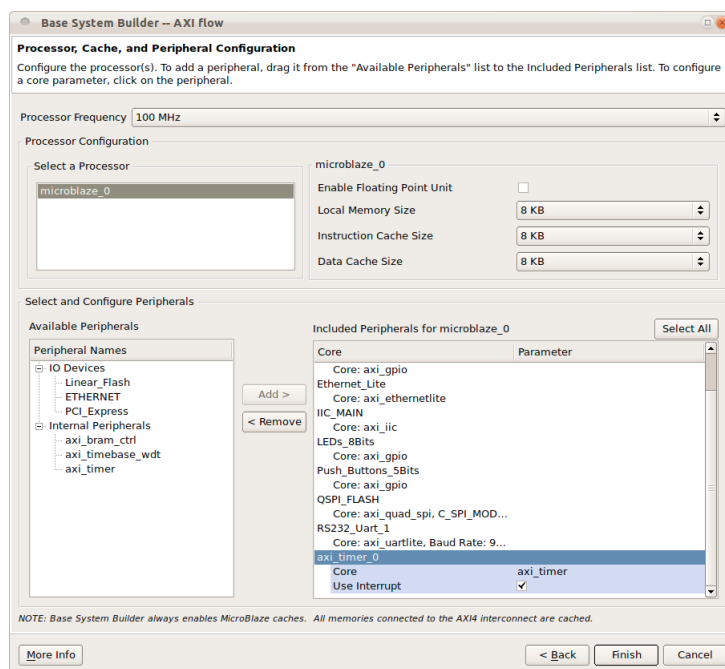 Base System Builder -- AXI flow
Processor, Cache, and Peripheral Configuration
Configure the processor(s). To add a peripheral, drag it from the "Available Peripherals" list to the Included Peripherals list. To configure
a core parameter, click on the peripheral.
Processor Frequency 100 MHz
Processor Configuration
Select a Processor
microblaze_0
microblaze_0
Enable Floating Point Unit
Local Memory Size 8 KB
Instruction Cache Size 8 KB
Data Cache Size 8 KB
Select and Configure Peripherals
Available Peripherals
Peripheral Names
IO Devices
Linear_Flash
ETHERNET
PCI_Express
Internal Peripherals
axi_bram_ctrl
axi_timebase_wdt
axi_timer
Add >
< Remove
Included Peripherals for microblaze_0
Select All
Core Parameter
Core: axi_gpio
Ethernet_Lite
Core: axi_ethernetlite
IIC_MAIN
Core: axi_iic
LEDs_8Bits
Core: axi_gpio
Push_Buttons_5Bits
Core: axi_gpio
QSPI_FLASH
Core: axi_quad_spi, C_SPI_MOD...
RS232_Uart_1
Core: axi_uartlite, Baud Rate: 9...
axi_timer_0
Core axi_timer
Use Interrupt
NOTE: Base System Builder always enables MicroBlaze caches. All memories connected to the AXI4 interconnect are cached.
More Info
< Back
Finish
Cancel